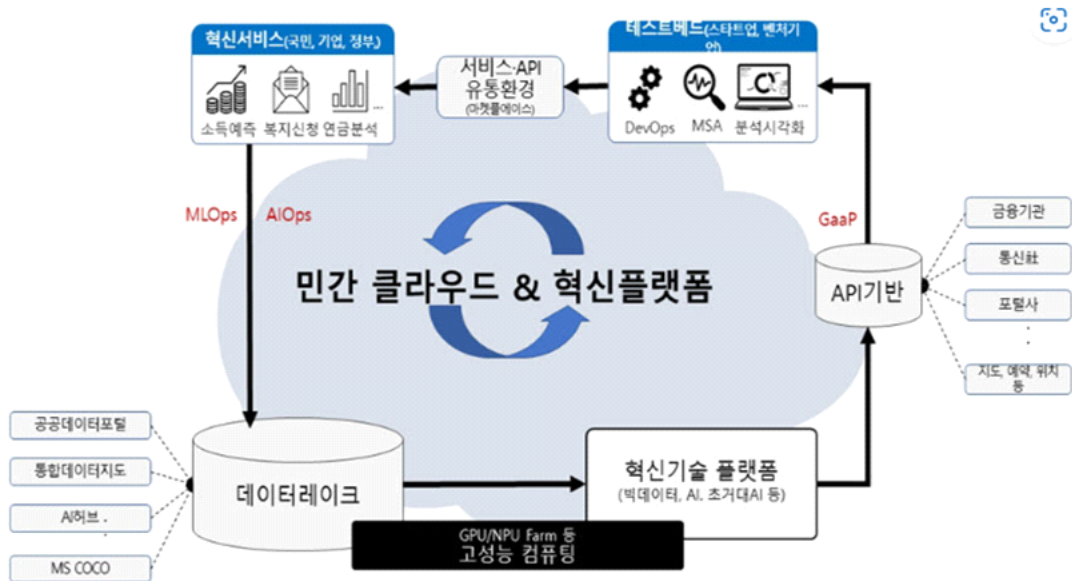 혁신서비스(국민, 기업, 정부,)
소득예측 복지신청 연금분석
...
서비스·API
유통환경
(마켓플에이스)
테스트베드(스타트업, 벤처기
업)
DevOps MSA 분석시각화
...
MLOps AIOps
GaaP
민간 클라우드 & 혁신플랫폼
API기반
금융기관
통신社
포털사
지도, 예약, 위치
등
공공데이터포털
통합데이터지도
AI허브
MS COCO
데이터레이크
혁신기술 플랫폼
(빅데이터, AI, 초거대AI 등)
GPU/NPU Farm 등
고성능 컴퓨팅